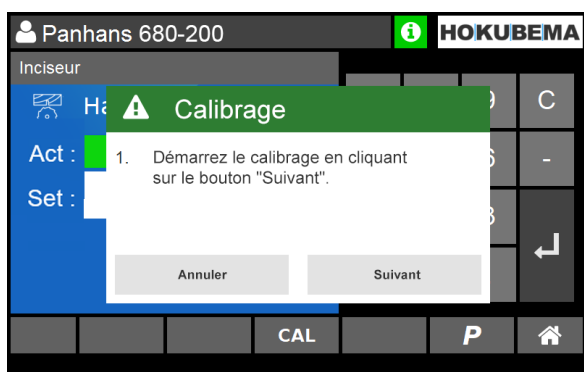 Panhans 680-200
i HOKUBEMA
Inciseur
Calibrage
C
Act :
1. Démarrez le calibrage en cliquant
sur le bouton "Suivant".
-
Set :
Annuler Suivant
CAL P